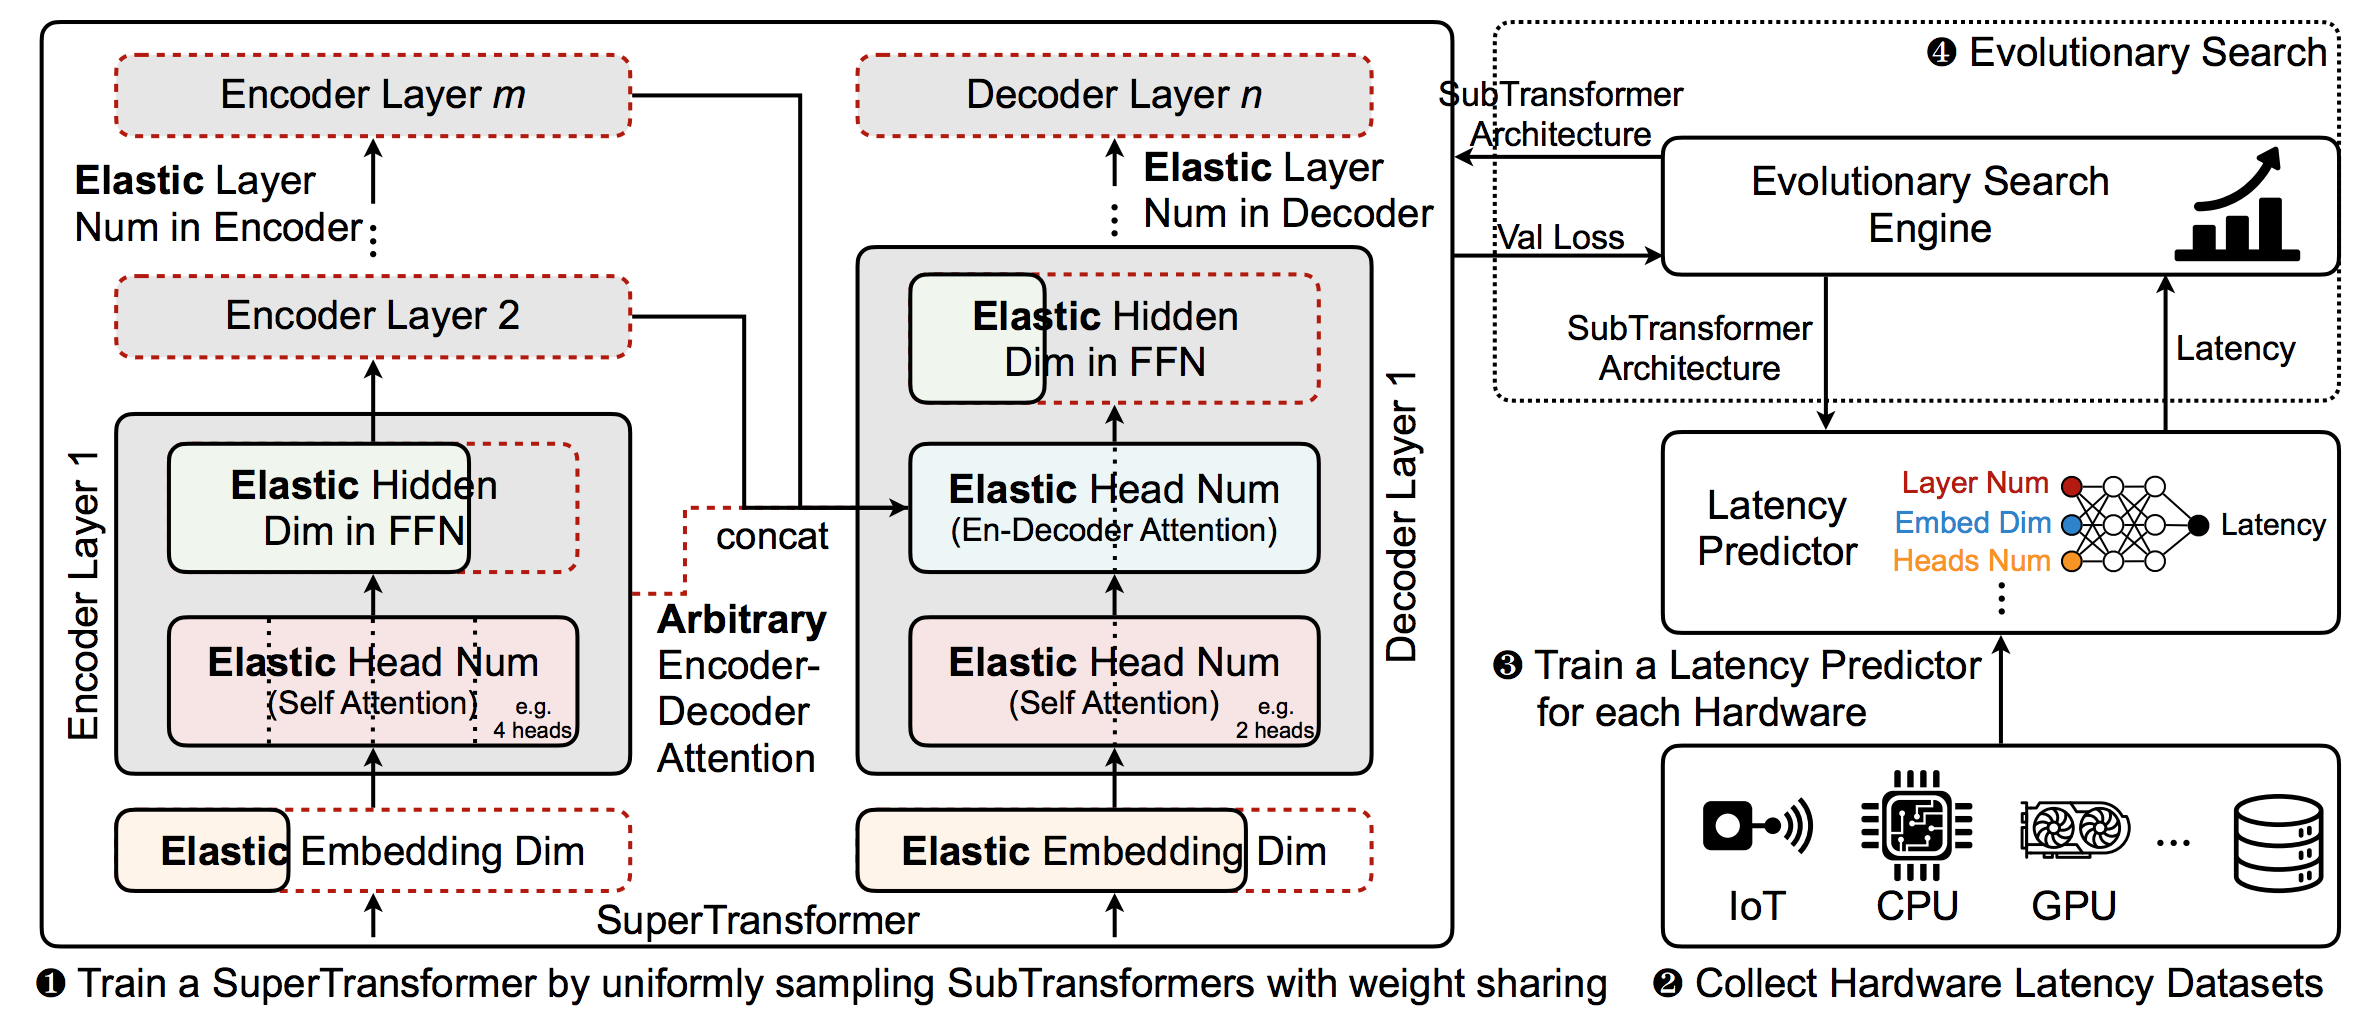 Encoder Layer m
Elastic Layer
Num in Encoder
Encoder Layer 2
Encoder Layer 1
Elastic Hidden
Dim in FFN
Elastic Head Num
(Self Attention)
e.g.
4 heads
Elastic Embedding Dim
concat
Arbitrary
Encoder-
Decoder
Attention
Decoder Layer n
Elastic Layer
Num in Decoder
Decoder Layer 1
Elastic Hidden
Dim in FFN
Elastic Head Num
(En-Decoder Attention)
Elastic Head Num
(Self Attention)
e.g.
2 heads
Elastic Embedding Dim
SuperTransformer
❶ Train a SuperTransformer by uniformly sampling SubTransformers with weight sharing
❹ Evolutionary Search
SubTransformer
Architecture
Evolutionary Search
Engine
Val Loss
SubTransformer
Architecture
Latency
Latency
Predictor
Layer Num
Embed Dim
Heads Num
Latency
❸ Train a Latency Predictor
for each Hardware
IoT
CPU
GPU
...
❷ Collect Hardware Latency Datasets